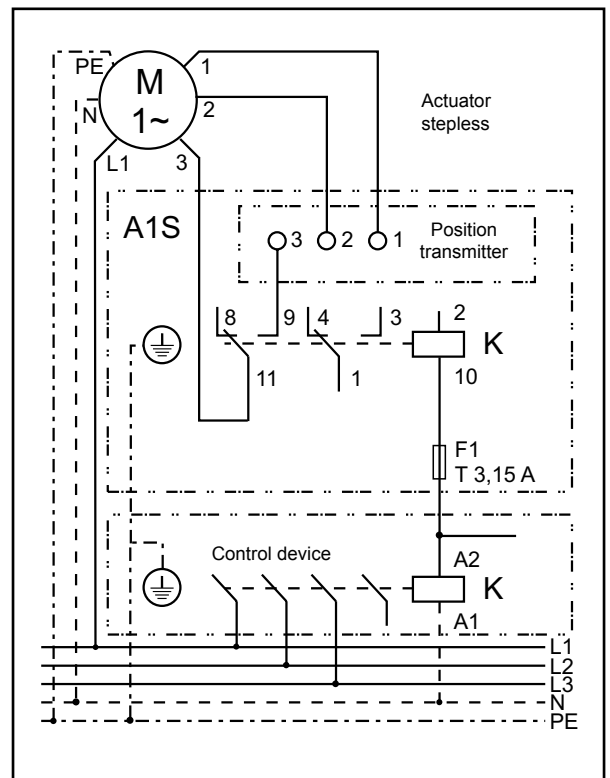 PE
1
M
1~
N
2
L1
3
Actuator
stepless
A1S
3
2
1
Position
transmitter
8
9
4
3
2
K
11
1
10
F1
T 3,15 A
Control device
A2
K
A1
L1
L2
L3
N
PE